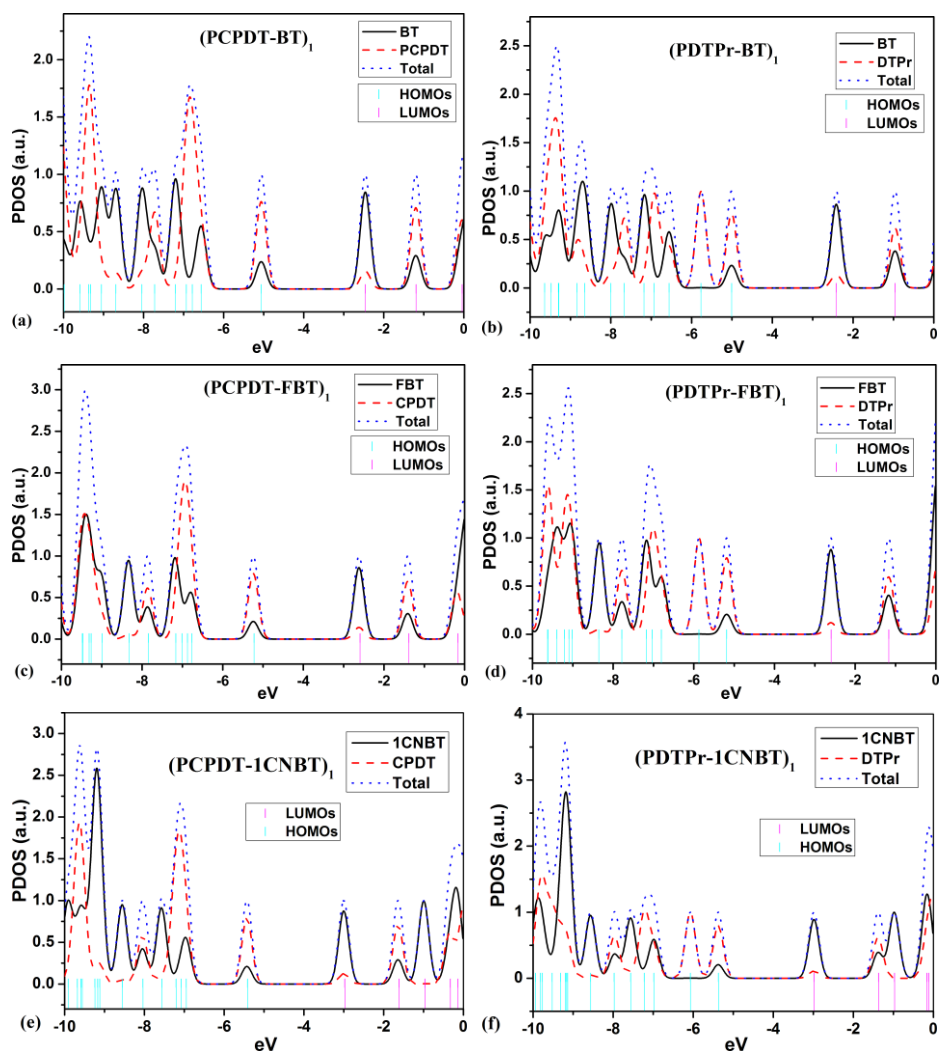 (PCPDT-BT)1
BT
PCPDT
Total
HOMOs
LUMOs
PDOS (a.u.)
2.0
1.5
1.0
0.5
0.0
-10 -8 -6 -4 -2 0
eV
(a)
(PDTPr-BT)1
BT
DTPr
Total
HOMOs
LUMOs
PDOS (a.u.)
2.5
2.0
1.5
1.0
0.5
0.0
-10 -8 -6 -4 -2 0
eV
(b)
(PCPDT-FBT)1
FBT
CPDT
Total
HOMOs
LUMOs
PDOS (a.u.)
3.0
2.5
2.0
1.5
1.0
0.5
0.0
-10 -8 -6 -4 -2 0
eV
(c)
(PDTPr-FBT)1
FBT
DTPr
Total
HOMOs
LUMOs
PDOS (a.u.)
2.5
2.0
1.5
1.0
0.5
0.0
-10 -8 -6 -4 -2 0
eV
(d)
(PCPDT-1CNBT)1
1CNBT
CPDT
Total
LUMOs
HOMOs
PDOS (a.u.)
3.0
2.5
2.0
1.5
1.0
0.5
0.0
-10 -8 -6 -4 -2 0
eV
(e)
(PDTPr-1CNBT)1
1CNBT
DTPr
Total
LUMOs
HOMOs
PDOS (a.u.)
4
3
2
1
0
-10 -8 -6 -4 -2 0
eV
(f)